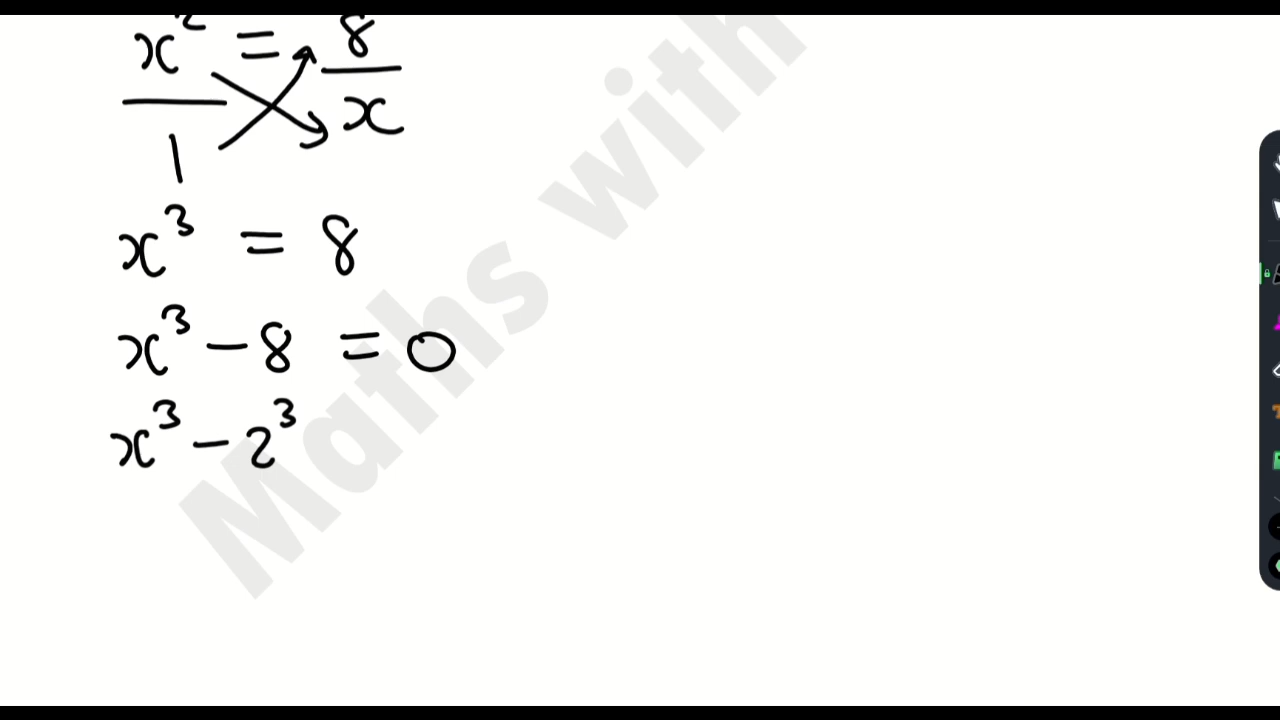 x² = 8
1 x
x³ = 8
x³ - 8 = 0
x³ - 2³
Maths with